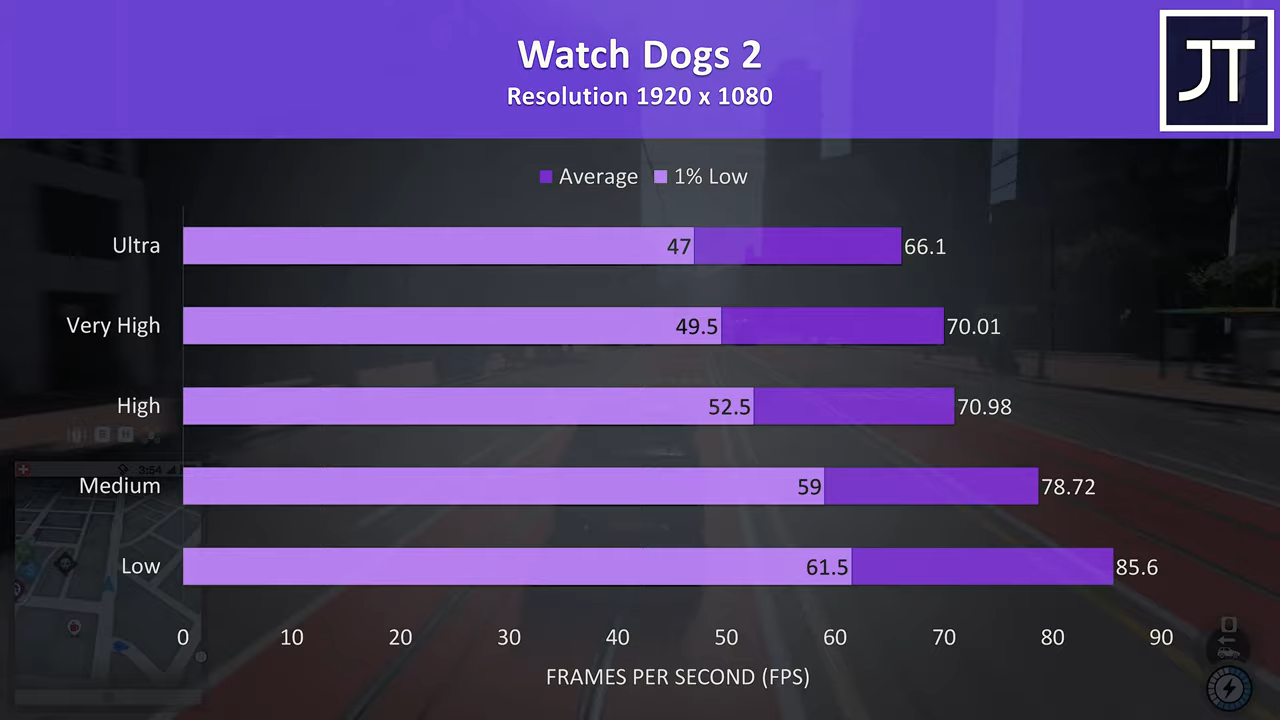 Watch Dogs 2
Resolution 1920 x 1080
JT
Average 1% Low
Ultra 47 66.1
Very High 49.5 70.01
High 52.5 70.98
3:54
Medium 59 78.72
Low 61.5 85.6
0 10 20 30 40 50 60 70 80 90
FRAMES PER SECOND (FPS)